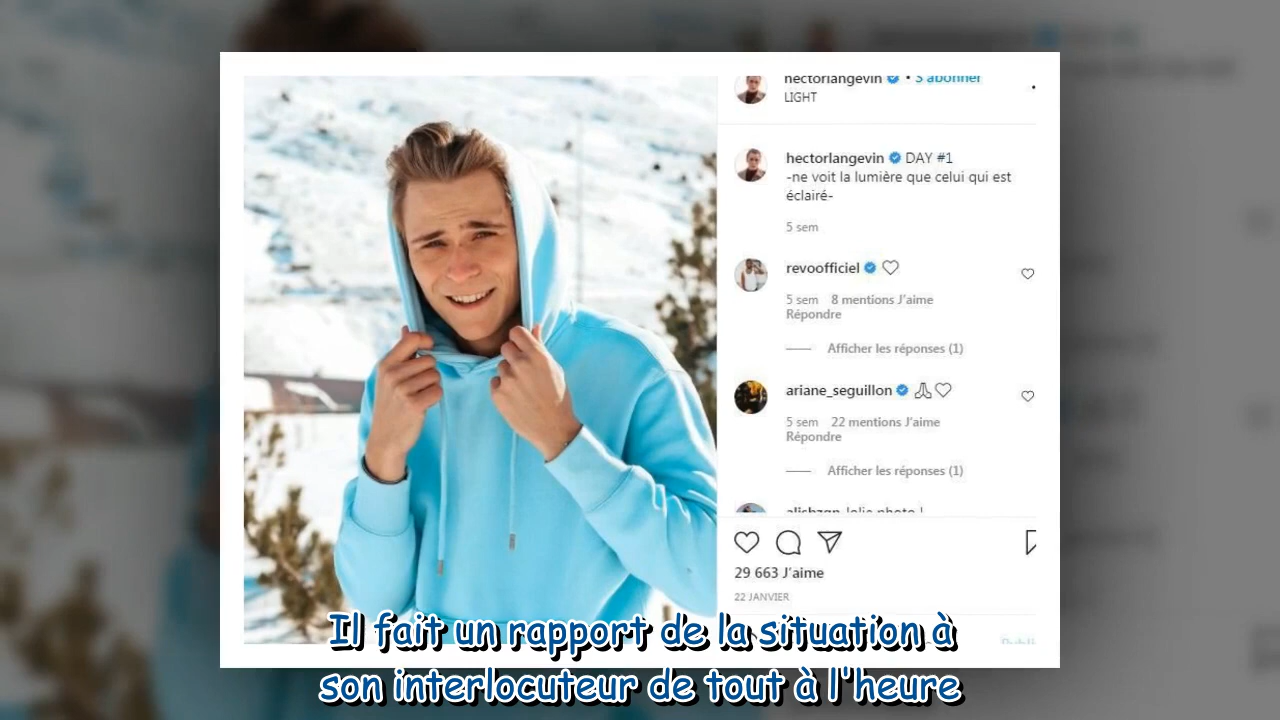 hectorlangevin • S'abonner
LIGHT
hectorlangevin DAY #1
-ne voit la lumière que celui qui est
éclairé-
5 sem
revoofficiel
5 sem 8 mentions J'aime
Répondre
Afficher les réponses (1)
ariane_seguillon
5 sem 22 mentions J'aime
Répondre
Afficher les réponses (1)
Jolie photo !
29 663 J'aime
22 JANVIER
Il fait un rapport de la situation à
son interlocuteur de tout à l'heure